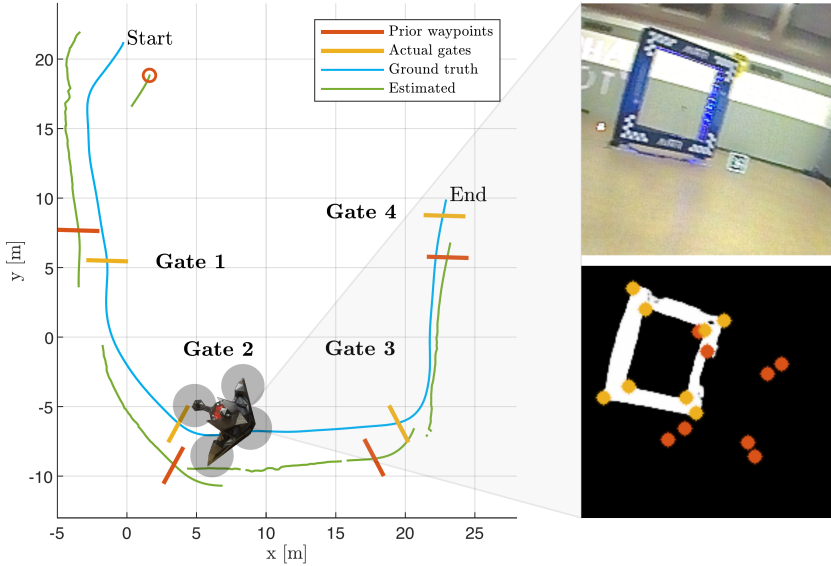 Start
Prior waypoints
Actual gates
Ground truth
Estimated
End
Gate 4
Gate 1
Gate 2
Gate 3
y [m]
20
15
10
5
0
-5
-10
-5
0
5
10
15
20
25
x [m]